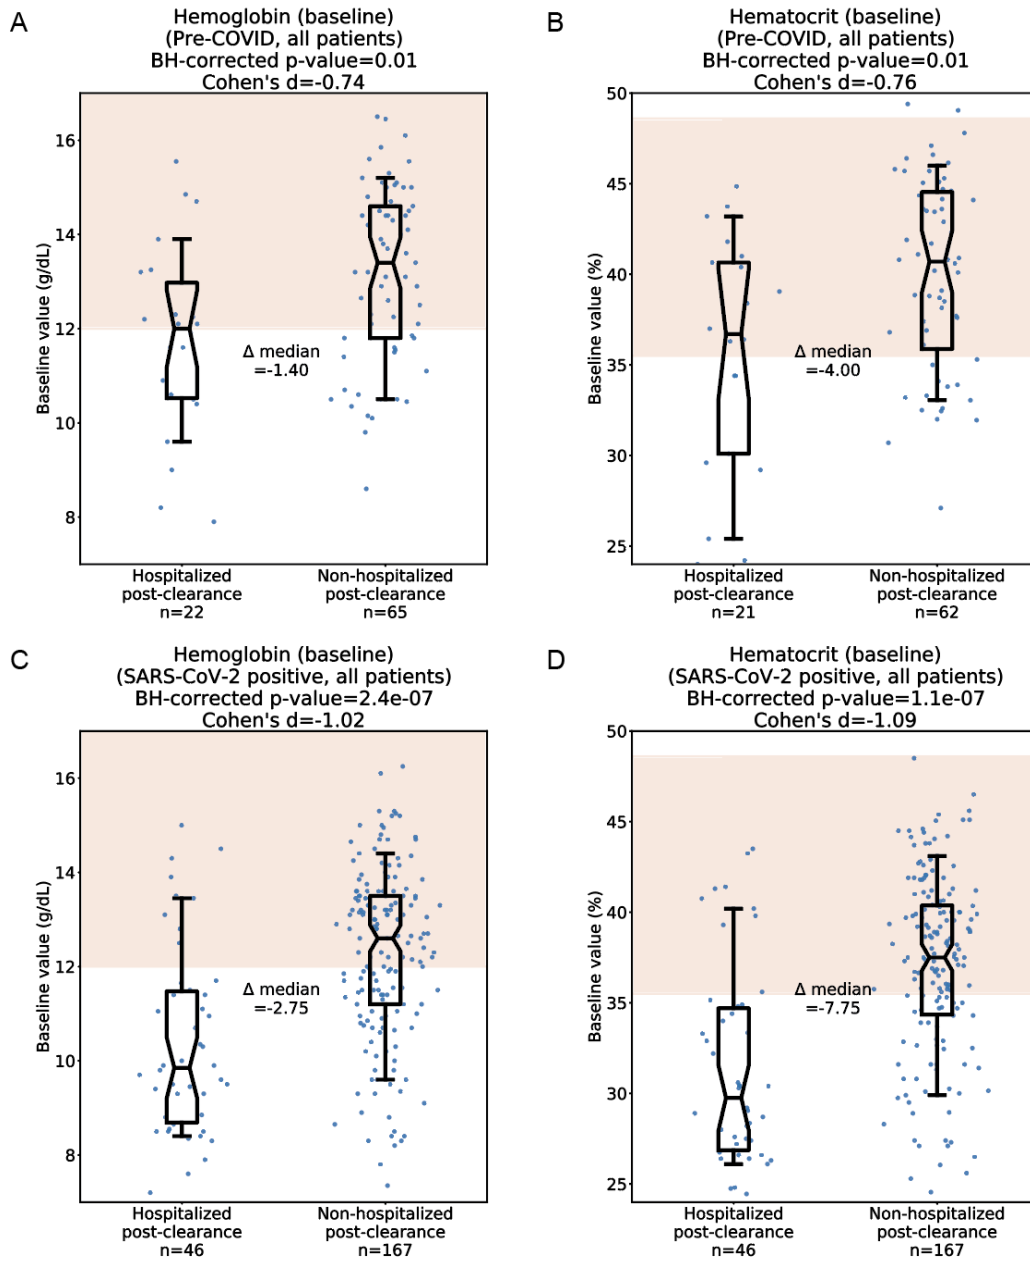 A
Hemoglobin (baseline)
(Pre-COVID, all patients)
BH-corrected p-value=0.01
Cohen's d=-0.74
16
14
12
10
8
Baseline value (g/dL)
Δ median
=-1.40
Hospitalized
post-clearance
n=22
Non-hospitalized
post-clearance
n=65
B
Hematocrit (baseline)
(Pre-COVID, all patients)
BH-corrected p-value=0.01
Cohen's d=-0.76
50
45
40
35
30
25
Baseline value (%)
Δ median
=-4.00
Hospitalized
post-clearance
n=21
Non-hospitalized
post-clearance
n=62
C
Hemoglobin (baseline)
(SARS-CoV-2 positive, all patients)
BH-corrected p-value=2.4e-07
Cohen's d=-1.02
16
14
12
10
8
Baseline value (g/dL)
Δ median
=-2.75
Hospitalized
post-clearance
n=46
Non-hospitalized
post-clearance
n=167
D
Hematocrit (baseline)
(SARS-CoV-2 positive, all patients)
BH-corrected p-value=1.1e-07
Cohen's d=-1.09
50
45
40
35
30
25
Baseline value (%)
Δ median
=-7.75
Hospitalized
post-clearance
n=46
Non-hospitalized
post-clearance
n=167